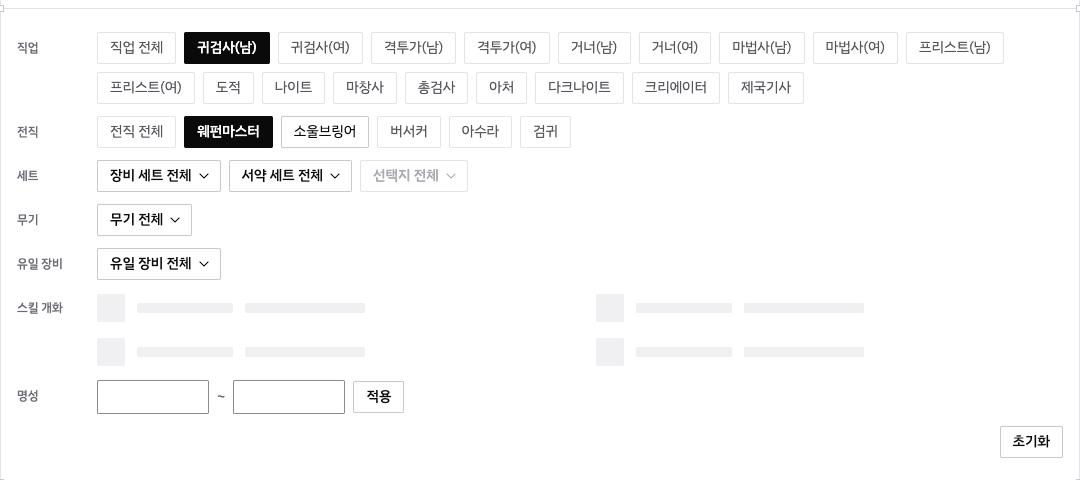 직업 직업 전체 귀검사(남) 귀검사(여) 격투가(남) 격투가(여) 거너(남) 거너(여) 마법사(남) 마법사(여) 프리스트(남)
프리스트(여) 도적 나이트 마창사 총검사 아처 다크나이트 크리에이터 제국기사
전직 전직 전체 웨펀마스터 소울브링어 버서커 아수라 검귀
세트 장비 세트 전체 서약 세트 전체 선택지 전체
무기 무기 전체
유일 장비 유일 장비 전체
스킬 개화
명성 ~ 적용
초기화